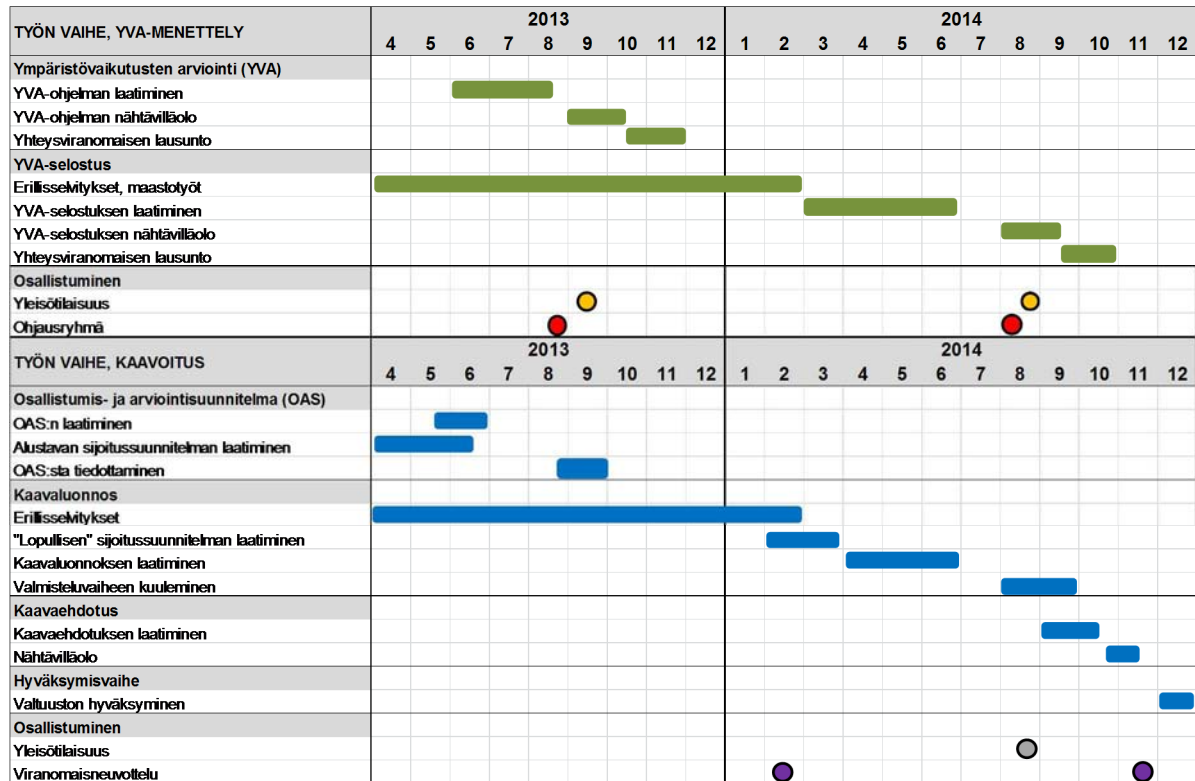 2013 2014
TYÖN VAIHE, YVA-MENETTELY
4 5 6 7 8 9 10 11 12 1 2 3 4 5 6 7 8 9 10 11 12
Ympäristövaikutusten arviointi (YVA)
YVA-ohjelman laatiminen
YVA-ohjelman nähtävilläolo
Yhteysviranomaisen lausunto
YVA-selostus
Erillisselvitykset, maastotyöt
YVA-selostuksen laatiminen
YVA-selostuksen nähtävilläolo
Yhteysviranomaisen lausunto
Osallistuminen
Yleisötilaisuus
Ohjausryhmä
2013 2014
TYÖN VAIHE, KAAVOITUS
4 5 6 7 8 9 10 11 12 1 2 3 4 5 6 7 8 9 10 11 12
Osallistumis- ja arviointisuunnitelma (OAS)
OAS:n laatiminen
Alustavan sijoitussuunnitelman laatiminen
OAS:sta tiedottaminen
Kaavaluonnos
Erillisselvitykset
"Lopullisen" sijoitussuunnitelman laatiminen
Kaavaluonnoksen laatiminen
Valmisteluvaiheen kuuleminen
Kaavaehdotus
Kaavaehdotuksen laatiminen
Nähtävilläolo
Hyväksymisvaihe
Valtuuston hyväksyminen
Osallistuminen
Yleisötilaisuus
Viranomaisneuvottelu